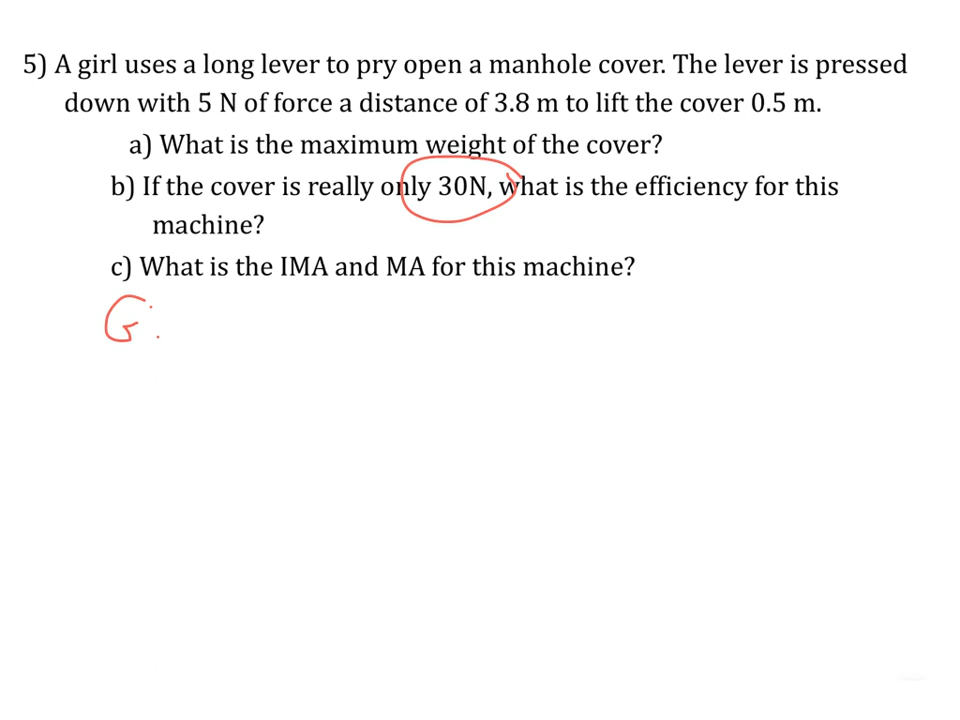 5) A girl uses a long lever to pry open a manhole cover. The lever is pressed
down with 5 N of force a distance of 3.8 m to lift the cover 0.5 m.
a) What is the maximum weight of the cover?
b) If the cover is really only 30N, what is the efficiency for this
machine?
c) What is the IMA and MA for this machine?
G: